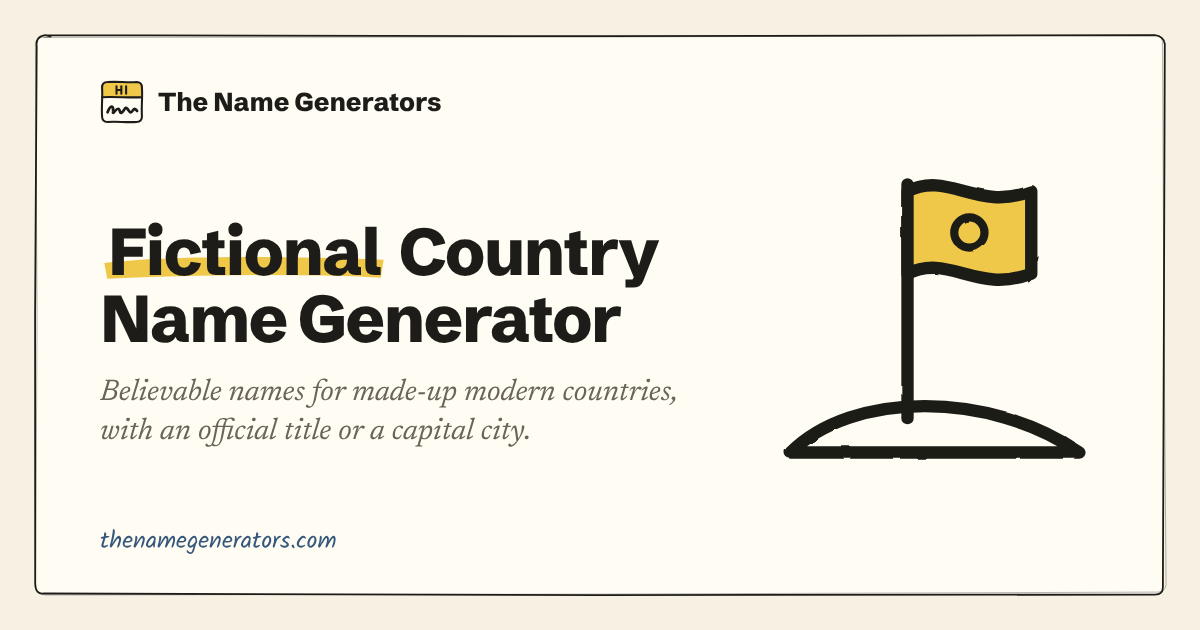 HI
The Name Generators
Fictional Country
Name Generator
Believable names for made-up modern countries,
with an official title or a capital city.
thenamegenerators.com